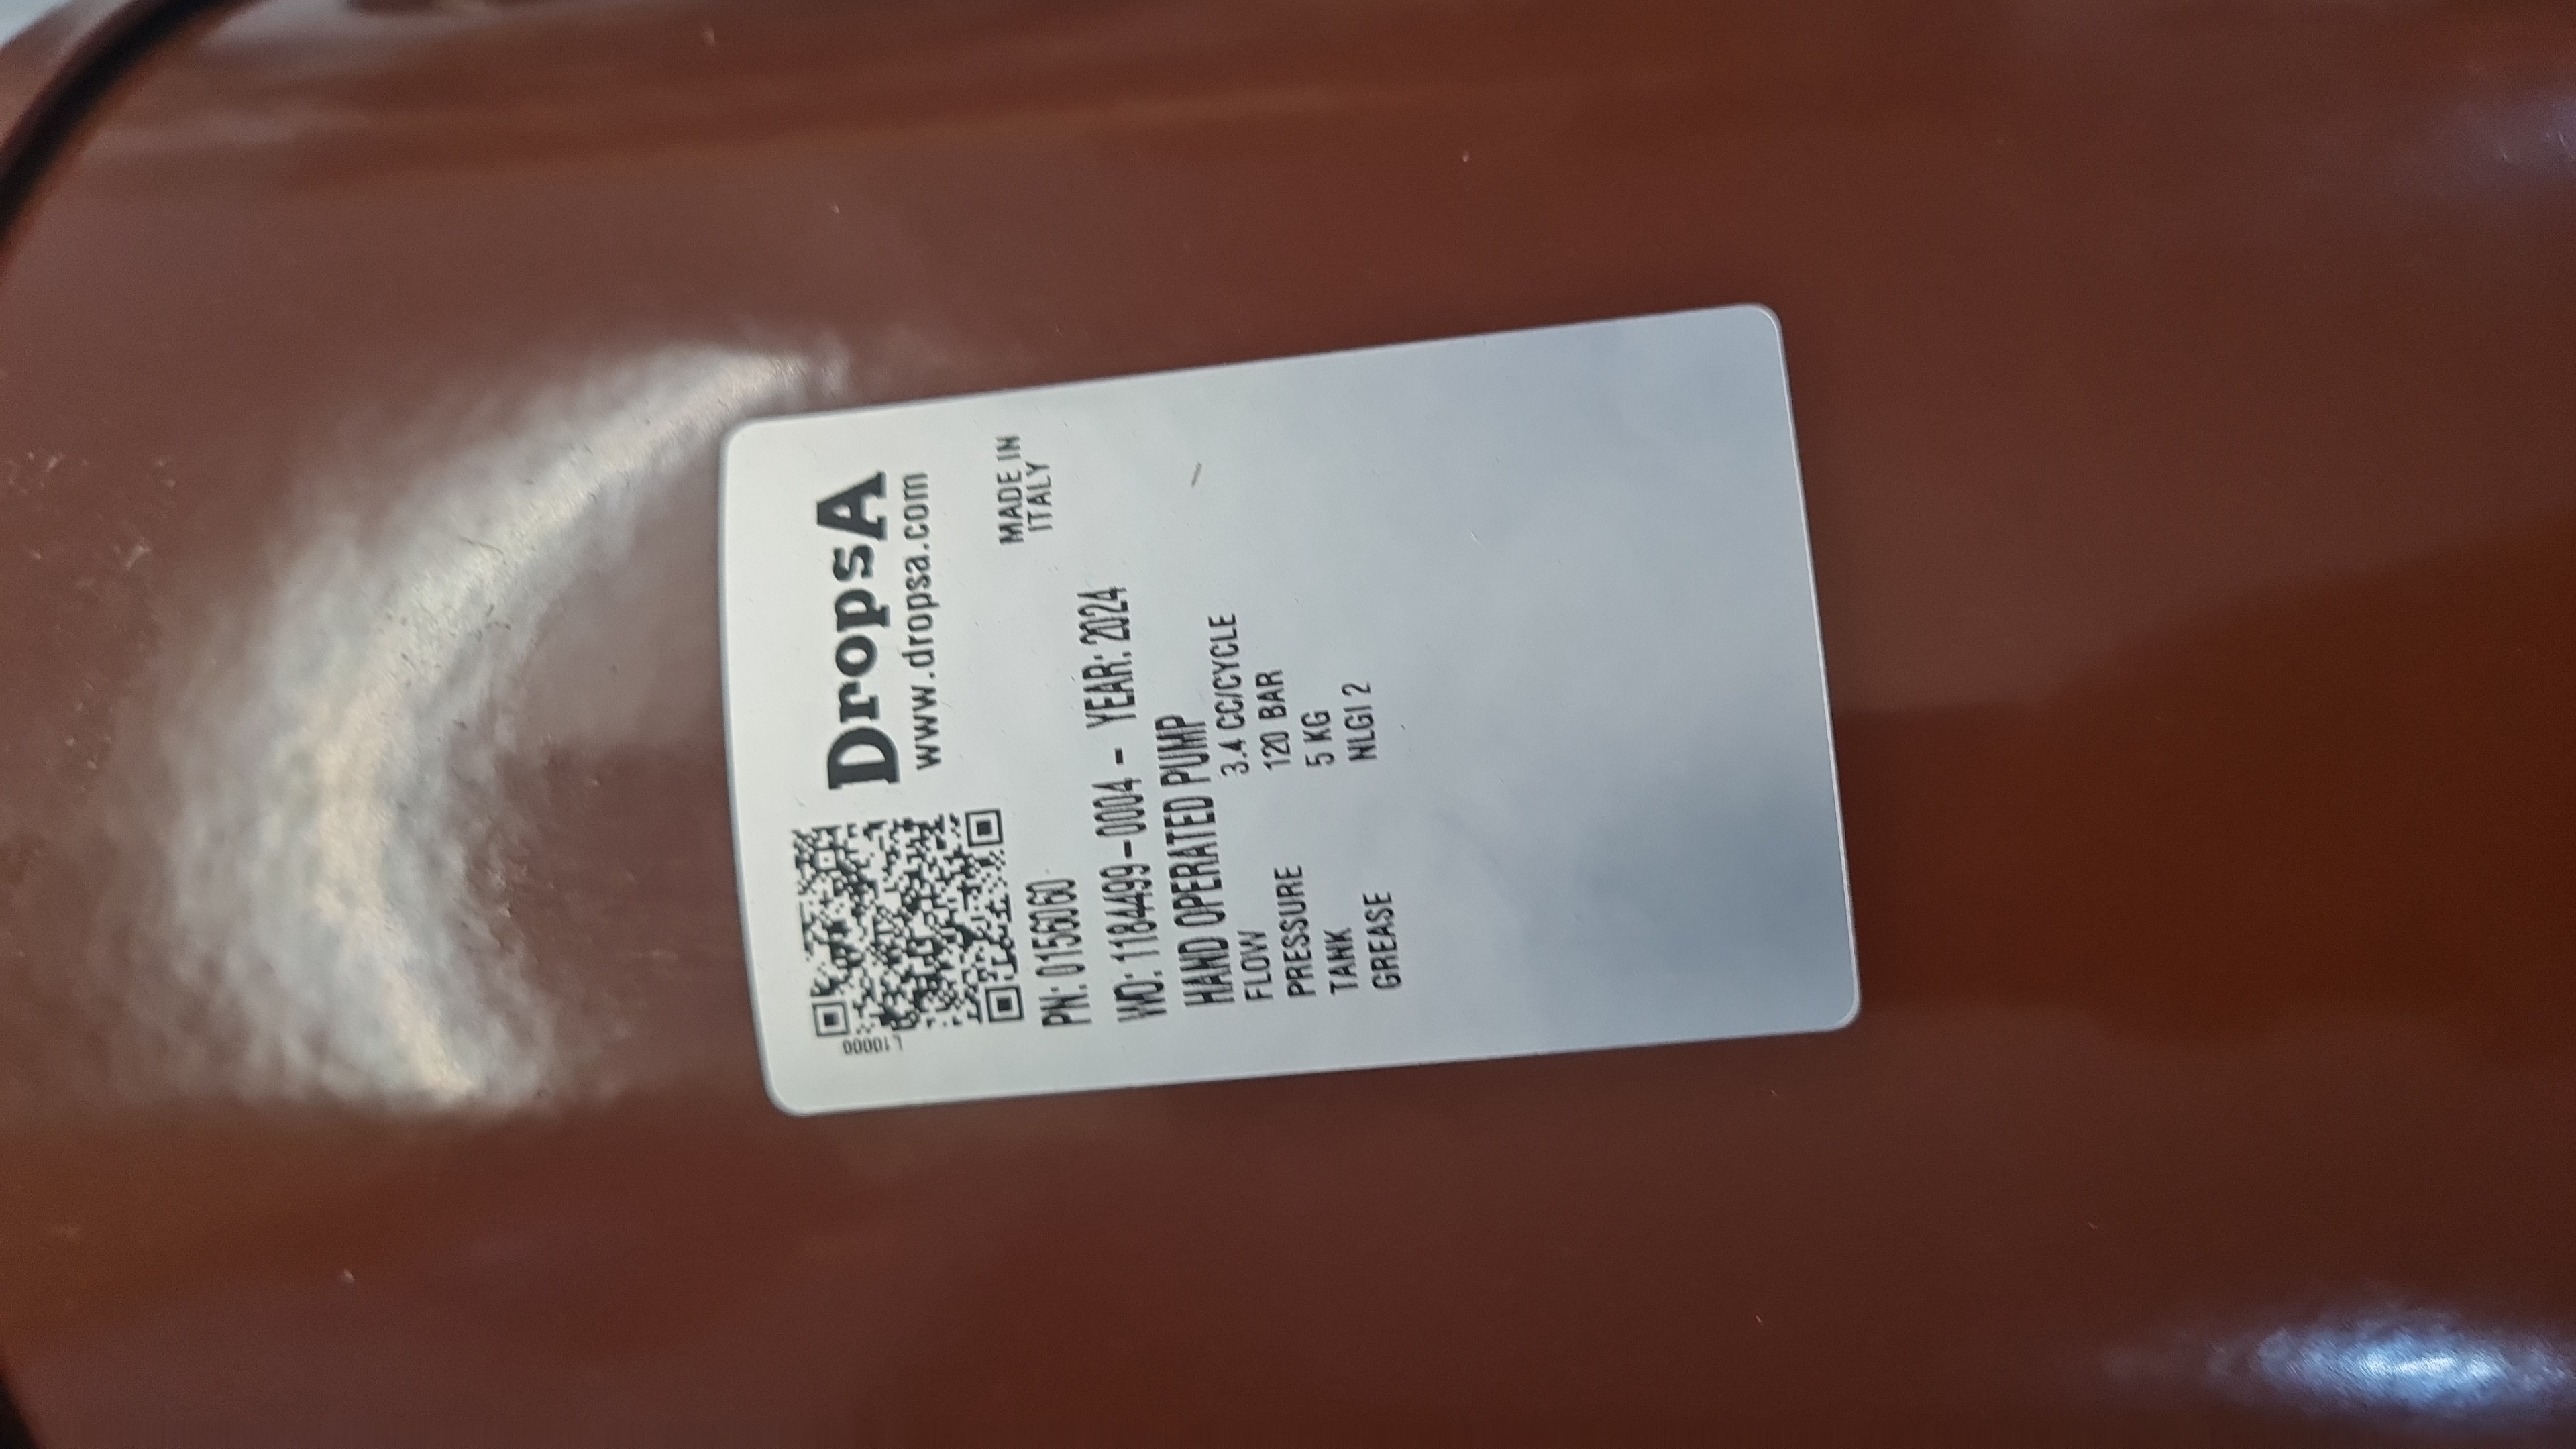 DropsA
www.dropsa.com
L10000
MADE IN
ITALY
PN: 0156060
WO: 1184499-0004 - YEAR: 2024
HAND OPERATED PUMP
FLOW 3.4 CC/CYCLE
PRESSURE 120 BAR
TANK 5 KG
GREASE NLGI 2